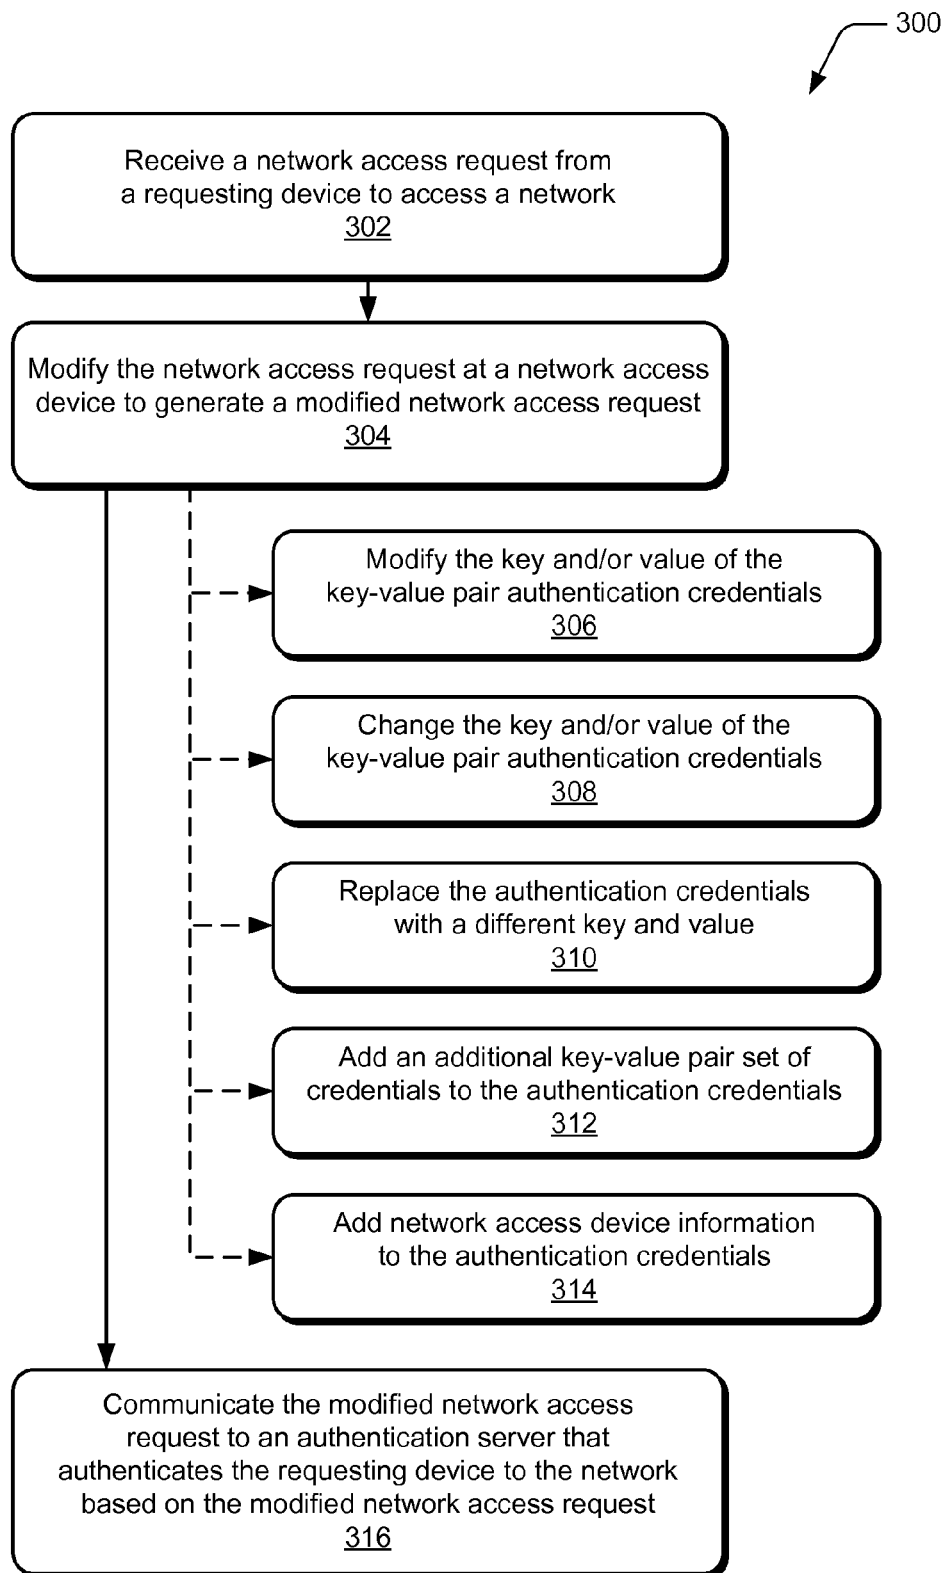 300
Receive a network access request from
a requesting device to access a network
302
Modify the network access request at a network access
device to generate a modified network access request
304
Modify the key and/or value of the
key-value pair authentication credentials
306
Change the key and/or value of the
key-value pair authentication credentials
308
Replace the authentication credentials
with a different key and value
310
Add an additional key-value pair set of
credentials to the authentication credentials
312
Add network access device information
to the authentication credentials
314
Communicate the modified network access
request to an authentication server that
authenticates the requesting device to the network
based on the modified network access request
316